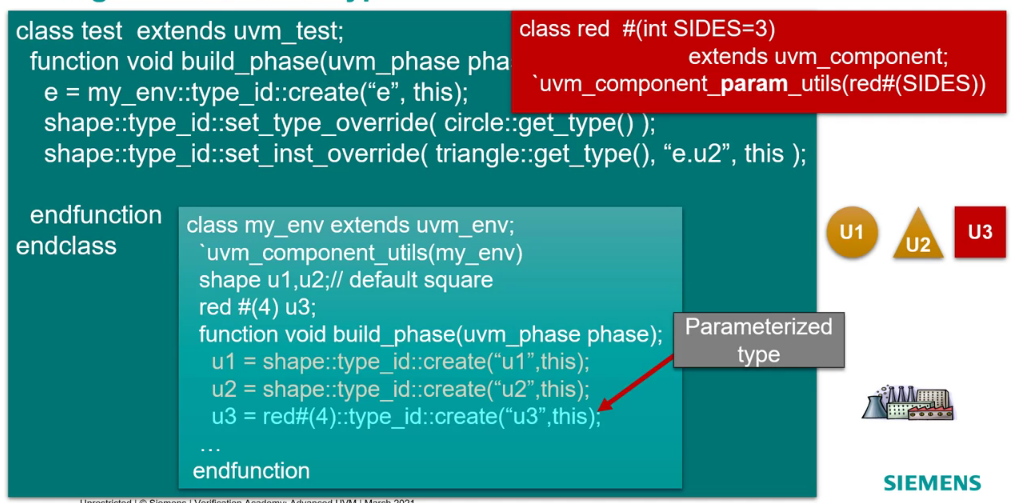 class test extends uvm_test;
function void build_phase(uvm_phase pha
e = my_env::type_id::create(“e”, this);
shape::type_id::set_type_override( circle::get_type() );
shape::type_id::set_inst_override( triangle::get_type(), “e.u2”, this );
endfunction
endclass
class red #(int SIDES=3)
extends uvm_component;
`uvm_component_param_utils(red#(SIDES))
class my_env extends uvm_env;
`uvm_component_utils(my_env)
shape u1,u2;// default square
red #(4) u3;
function void build_phase(uvm_phase phase);
u1 = shape::type_id::create(“u1”,this);
u2 = shape::type_id::create(“u2”,this);
u3 = red#(4)::type_id::create(“u3”,this);
…
endfunction
Parameterized
type
U1
U2
U3
SIEMENS
Unrestricted | © Siemens | Verification Academy: Advanced UVM | March 2021